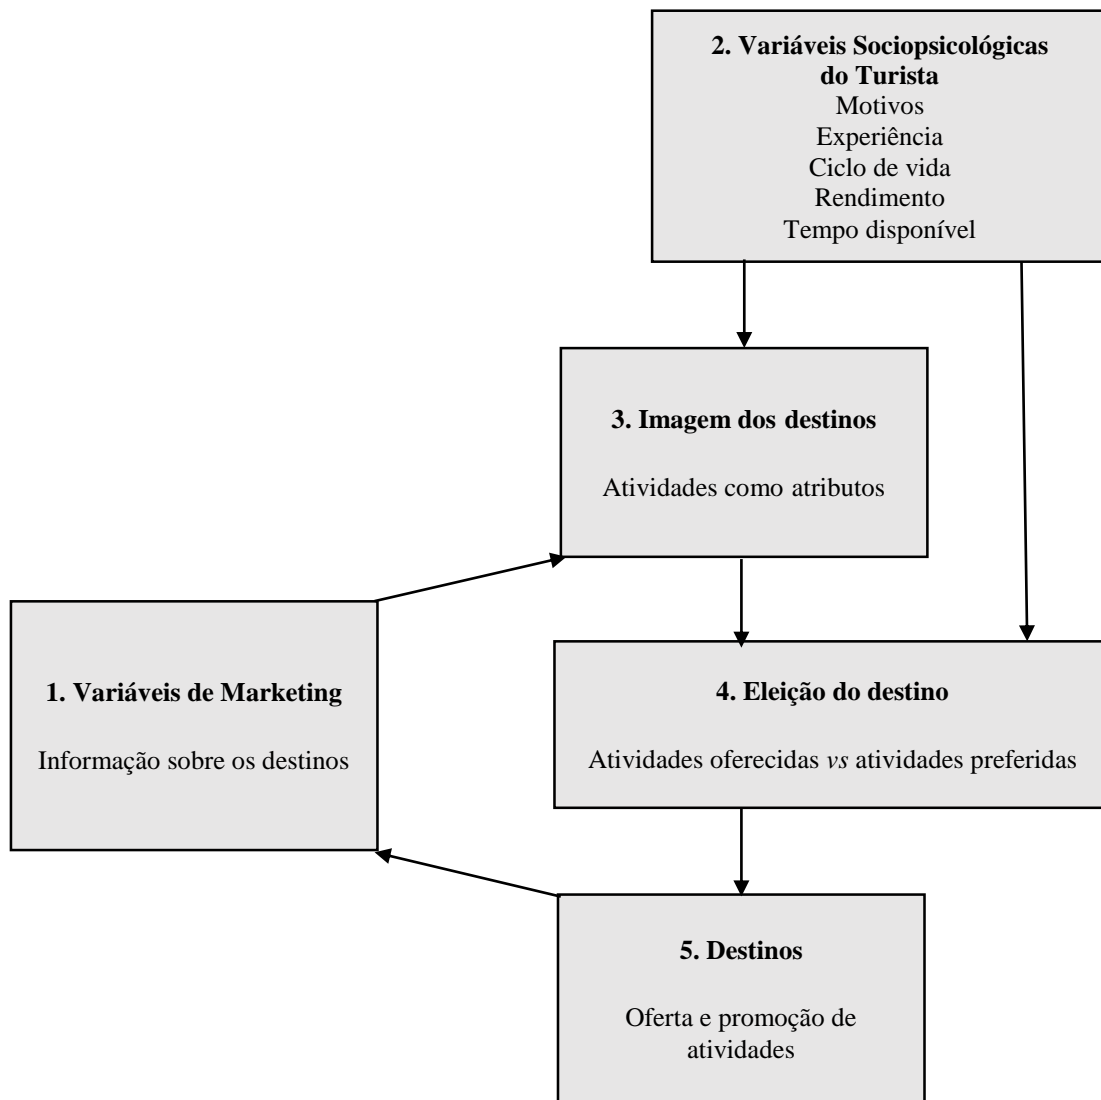 2. Variáveis Sociopsicológicas
do Turista
Motivos
Experiência
Ciclo de vida
Rendimento
Tempo disponível
3. Imagem dos destinos
Atividades como atributos
1. Variáveis de Marketing
Informação sobre os destinos
4. Eleição do destino
Atividades oferecidas vs atividades preferidas
5. Destinos
Oferta e promoção de
atividades